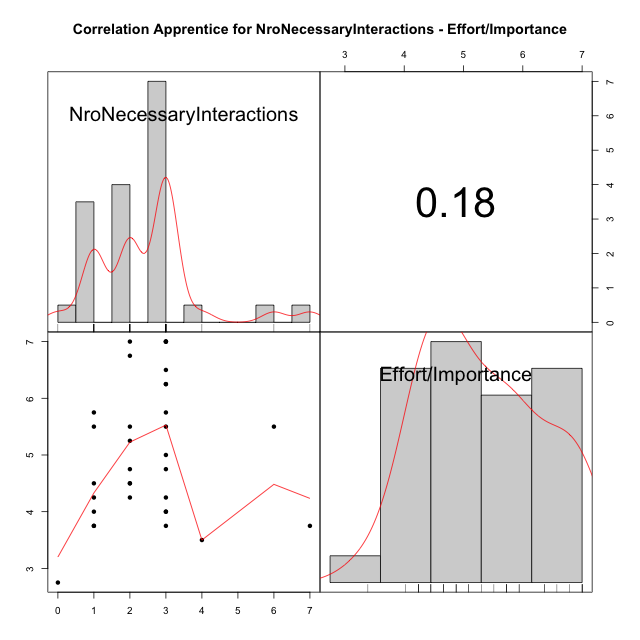 Correlation Apprentice for NroNecessaryInteractions - Effort/Importance
3 4 5 6 7
NroNecessaryInteractions
0.18
7
6
5
4
3
2
1
0
7
6
5
4
3
Effort/Importance
0 1 2 3 4 5 6 7